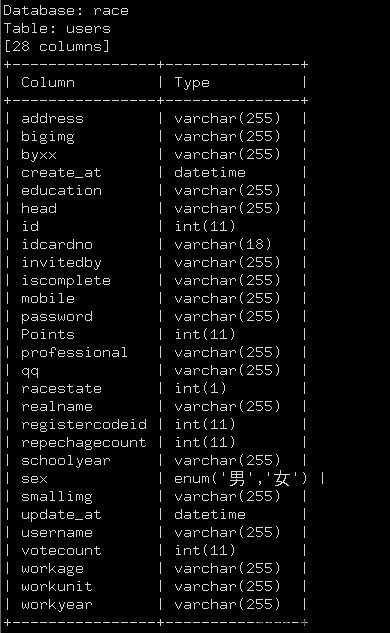 Database: race
Table: users
[28 columns]
+----------------+---------------+
| Column         | Type          |
+----------------+---------------+
| address        | varchar(255)  |
| bigimg         | varchar(255)  |
| byxx           | varchar(255)  |
| create_at      | datetime      |
| education      | varchar(255)  |
| head           | varchar(255)  |
| id             | int(11)       |
| idcardno       | varchar(18)   |
| invitedby      | varchar(255)  |
| iscomplete     | varchar(255)  |
| mobile         | varchar(255)  |
| password       | varchar(255)  |
| Points         | int(11)       |
| professional   | varchar(255)  |
| qq             | varchar(255)  |
| racestate      | int(1)        |
| realname       | varchar(255)  |
| registercodeid | int(11)       |
| repechagecount | int(11)       |
| schoolyear     | varchar(255)  |
| sex            | enum('男','女') |
| smallimg       | varchar(255)  |
| update_at      | datetime      |
| username       | varchar(255)  |
| votecount      | int(11)       |
| workage        | varchar(255)  |
| workunit       | varchar(255)  |
| workyear       | varchar(255)  |
+----------------+---------------+